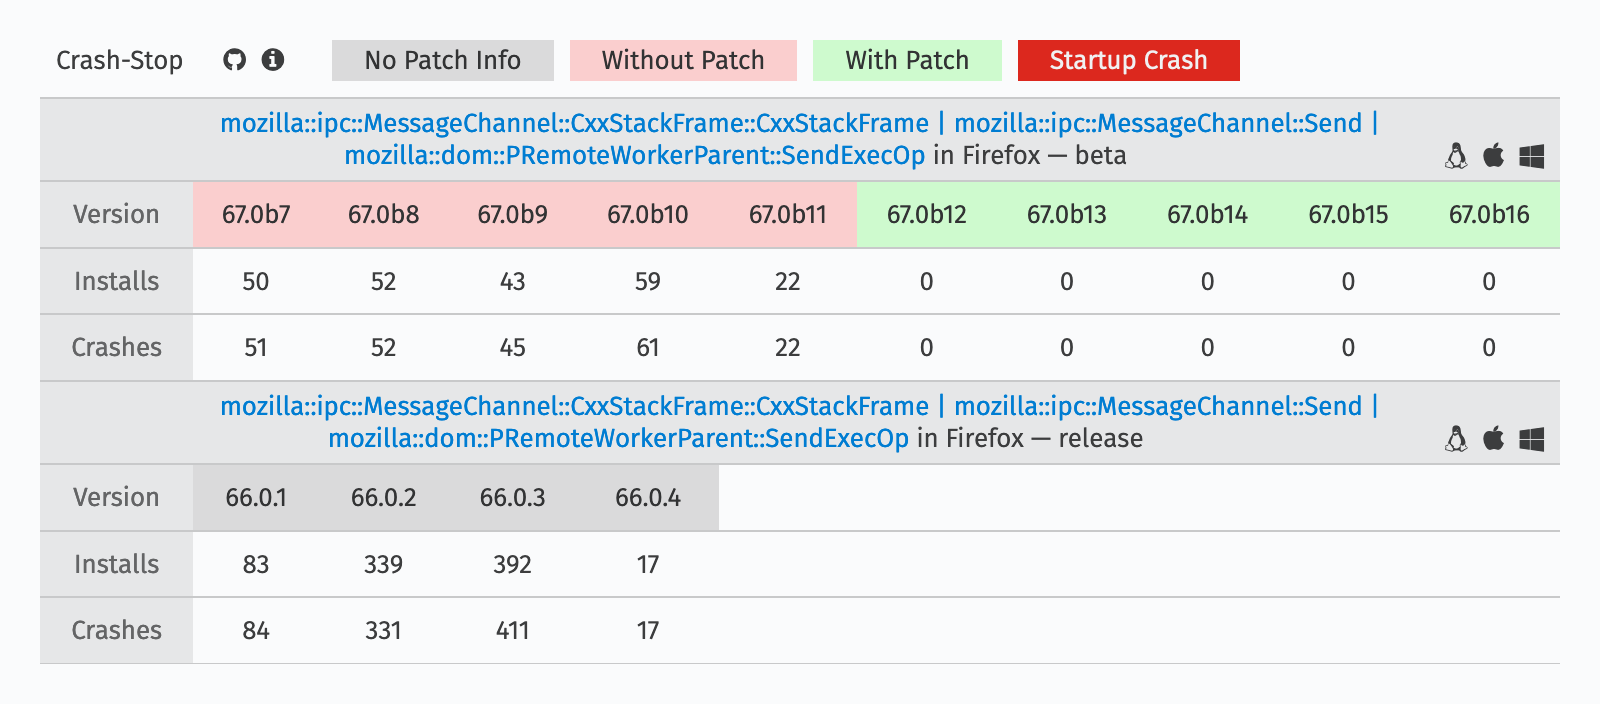 Crash-Stop No Patch Info Without Patch With Patch Startup Crash
mozilla::ipc::MessageChannel::CxxStackFrame::CxxStackFrame | mozilla::ipc::MessageChannel::Send |
mozilla::dom::PRemoteWorkerParent::SendExecOp in Firefox — beta
Version 67.0b7 67.0b8 67.0b9 67.0b10 67.0b11 67.0b12 67.0b13 67.0b14 67.0b15 67.0b16
Installs 50 52 43 59 22 0 0 0 0 0
Crashes 51 52 45 61 22 0 0 0 0 0
mozilla::ipc::MessageChannel::CxxStackFrame::CxxStackFrame | mozilla::ipc::MessageChannel::Send |
mozilla::dom::PRemoteWorkerParent::SendExecOp in Firefox — release
Version 66.0.1 66.0.2 66.0.3 66.0.4
Installs 83 339 392 17
Crashes 84 331 411 17